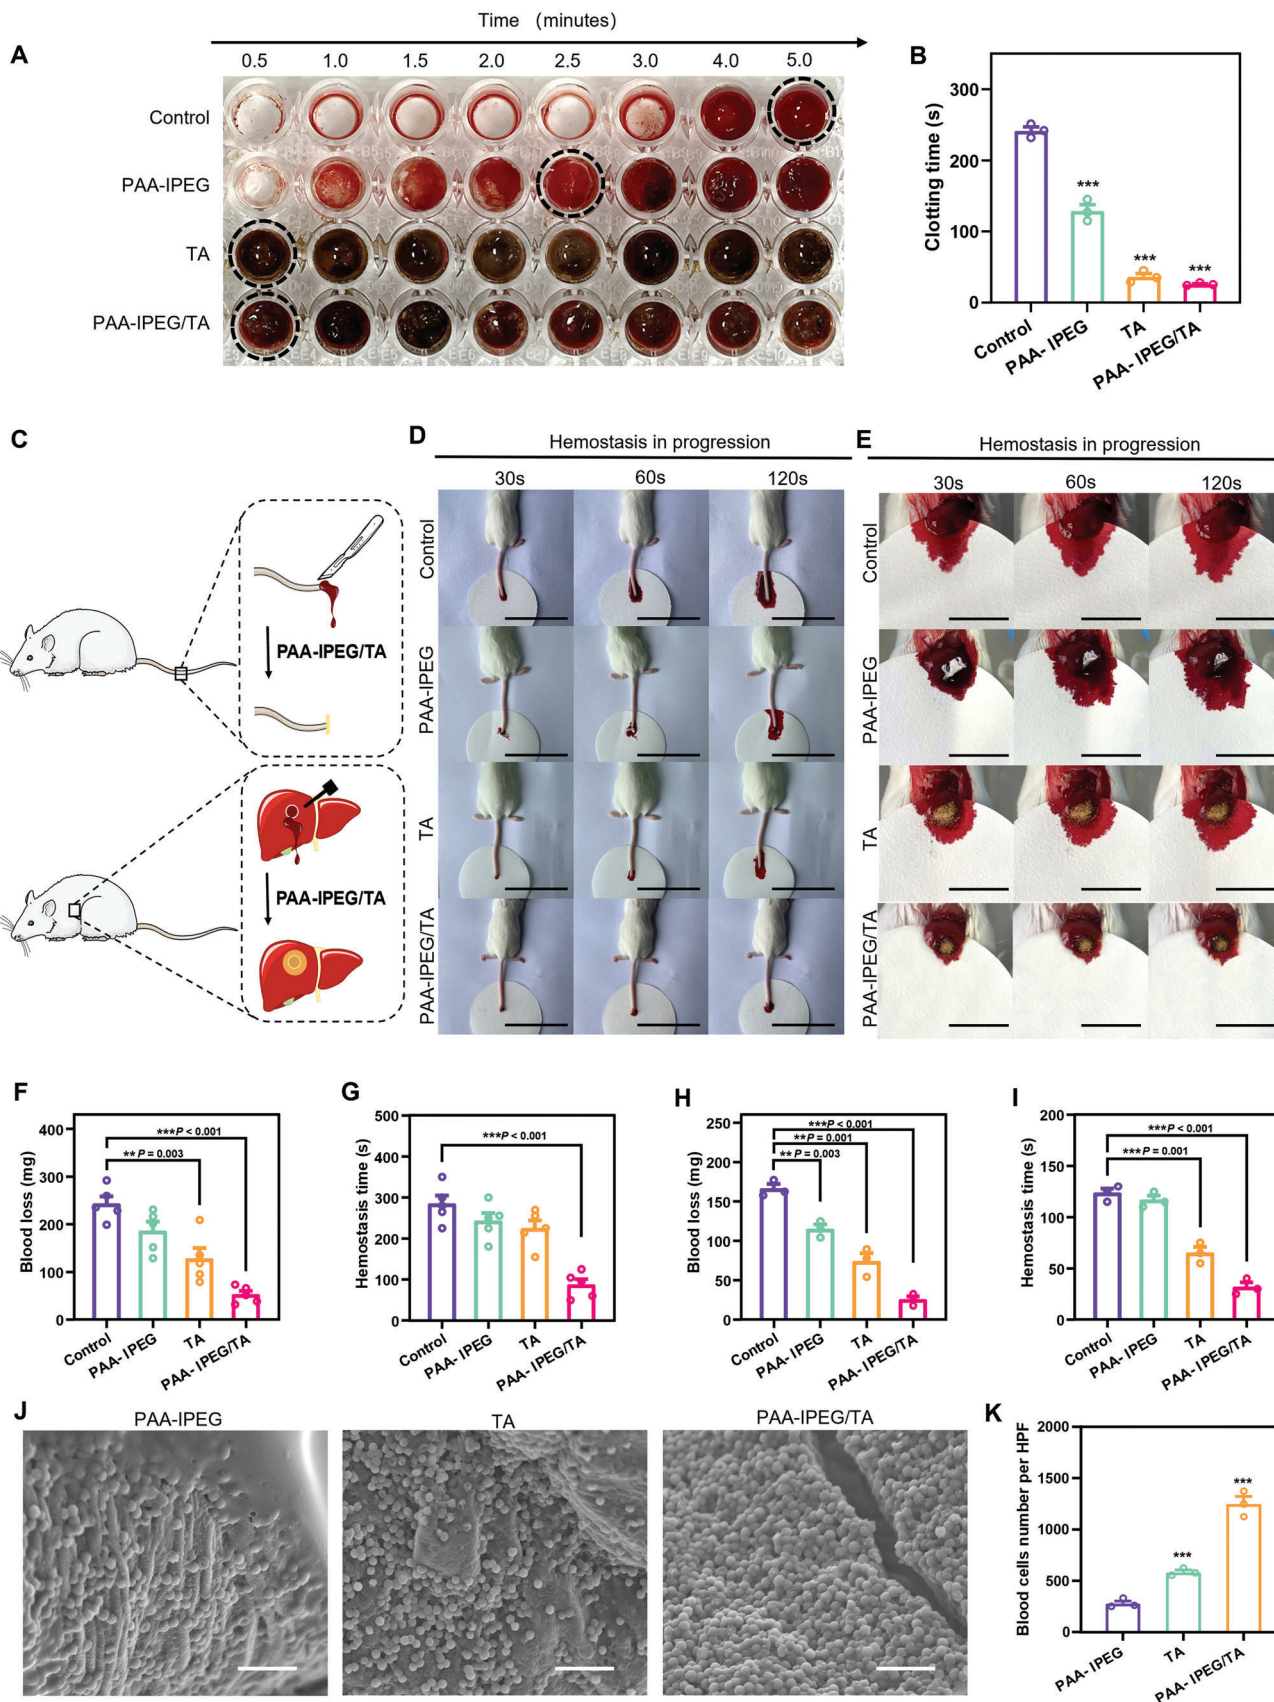 Time (minutes)
A
0.5 1.0 1.5 2.0 2.5 3.0 4.0 5.0
Control
PAA-IPEG
TA
PAA-IPEG/TA
B
Clotting time (s)
300
200
100
0
***
***
***
Control
PAA- IPEG
TA
PAA- IPEG/TA
C
PAA-IPEG/TA
PAA-IPEG/TA
D
Hemostasis in progression
30s 60s 120s
Control
PAA-IPEG
TA
PAA-IPEG/TA
E
Hemostasis in progression
30s 60s 120s
Control
PAA-IPEG
TA
PAA-IPEG/TA
F
Blood loss (mg)
400
300
200
100
0
***P < 0.001
** P = 0.003
Control
PAA- IPEG
TA
PAA- IPEG/TA
G
Hemostasis time (s)
500
400
300
200
100
0
***P < 0.001
Control
PAA- IPEG
TA
PAA- IPEG/TA
H
Blood loss (mg)
250
200
150
100
50
0
***P < 0.001
**P = 0.001
** P = 0.003
Control
PAA- IPEG
TA
PAA- IPEG/TA
I
Hemostasis time (s)
200
150
100
50
0
***P < 0.001
***P = 0.001
Control
PAA- IPEG
TA
PAA- IPEG/TA
J
PAA-IPEG
TA
PAA-IPEG/TA
K
Blood cells number per HPF
2000
1500
1000
500
0
***
***
PAA- IPEG
TA
PAA- IPEG/TA